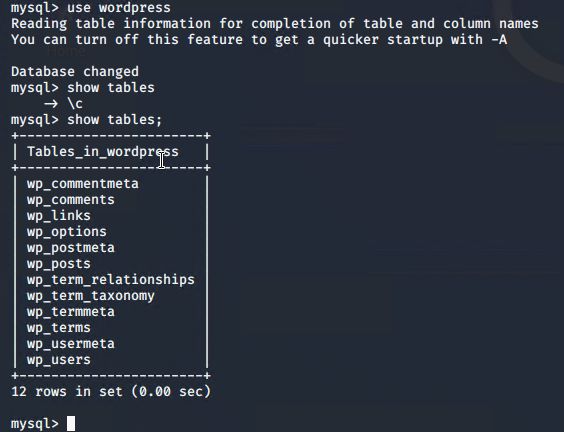 mysql> use wordpress
Reading table information for completion of table and column names
You can turn off this feature to get a quicker startup with -A
Database changed
mysql> show tables
    → \c
mysql> show tables;
+-----------------------+
| Tables_in_wordpress   |
+-----------------------+
| wp_commentmeta        |
| wp_comments           |
| wp_links              |
| wp_options            |
| wp_postmeta           |
| wp_posts              |
| wp_term_relationships |
| wp_term_taxonomy      |
| wp_termmeta           |
| wp_terms              |
| wp_usermeta           |
| wp_users              |
+-----------------------+
12 rows in set (0.00 sec)
mysql>